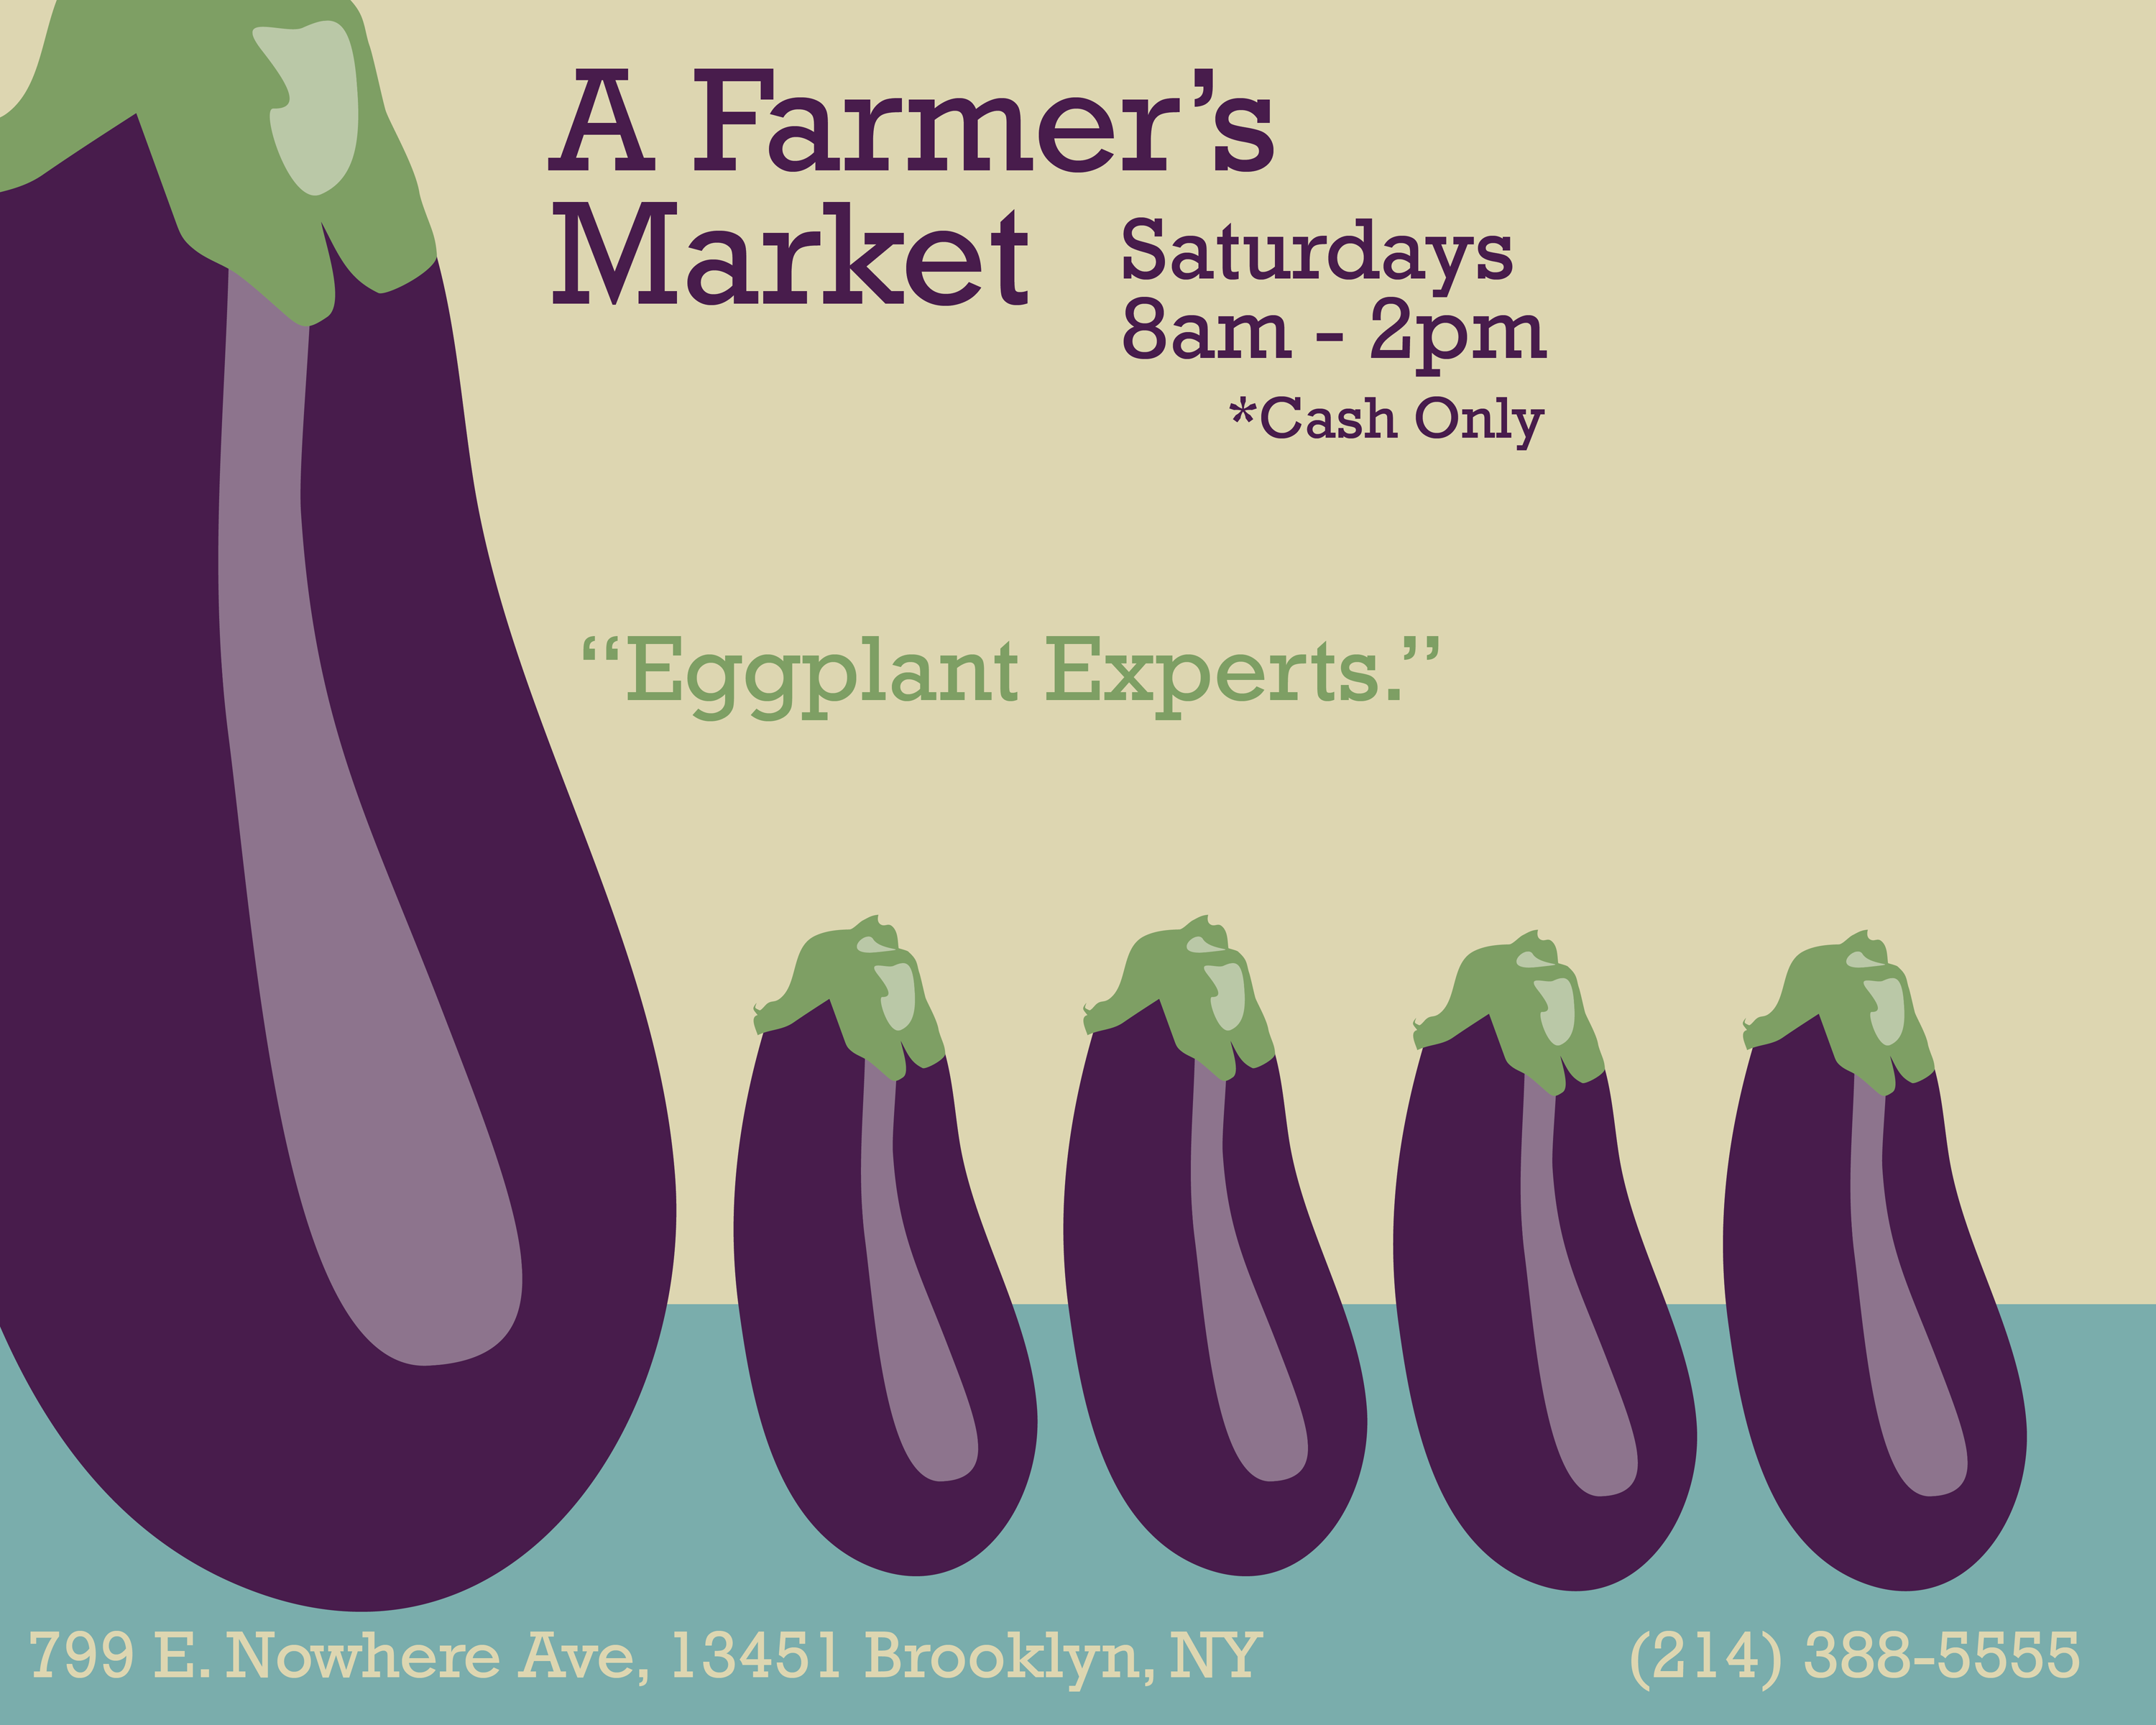 A Farmer’s
Market
Saturdays
8am - 2pm
*Cash Only
“Eggplant Experts.”
799 E. Nowhere Ave, 13451 Brooklyn, NY
(214) 388-5555